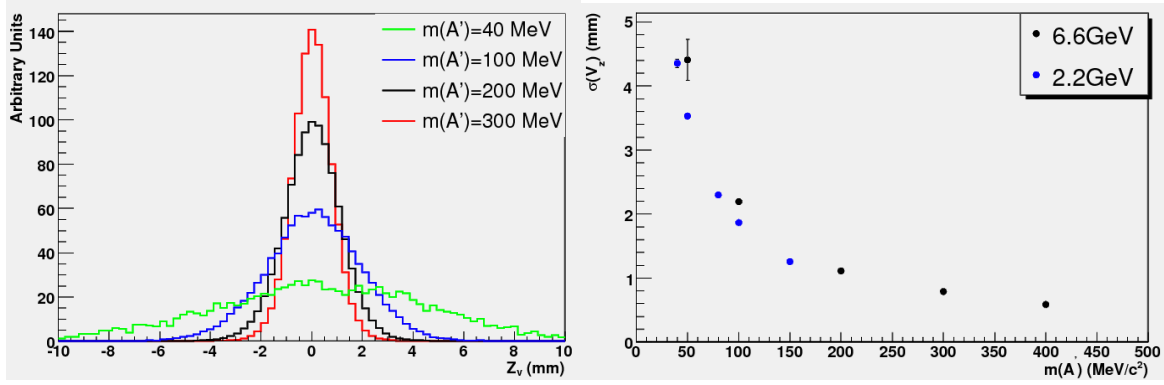 Arbitrary Units
140
120
100
80
60
40
20
0
-10 -8 -6 -4 -2 0 2 4 6 8 10
Z_v (mm)
m(A')=40 MeV
m(A')=100 MeV
m(A')=200 MeV
m(A')=300 MeV
σ(V_z) (mm)
5
4
3
2
1
0
0 50 100 150 200 250 300 350 400 450 500
m(A') (MeV/c²)
6.6GeV
2.2GeV